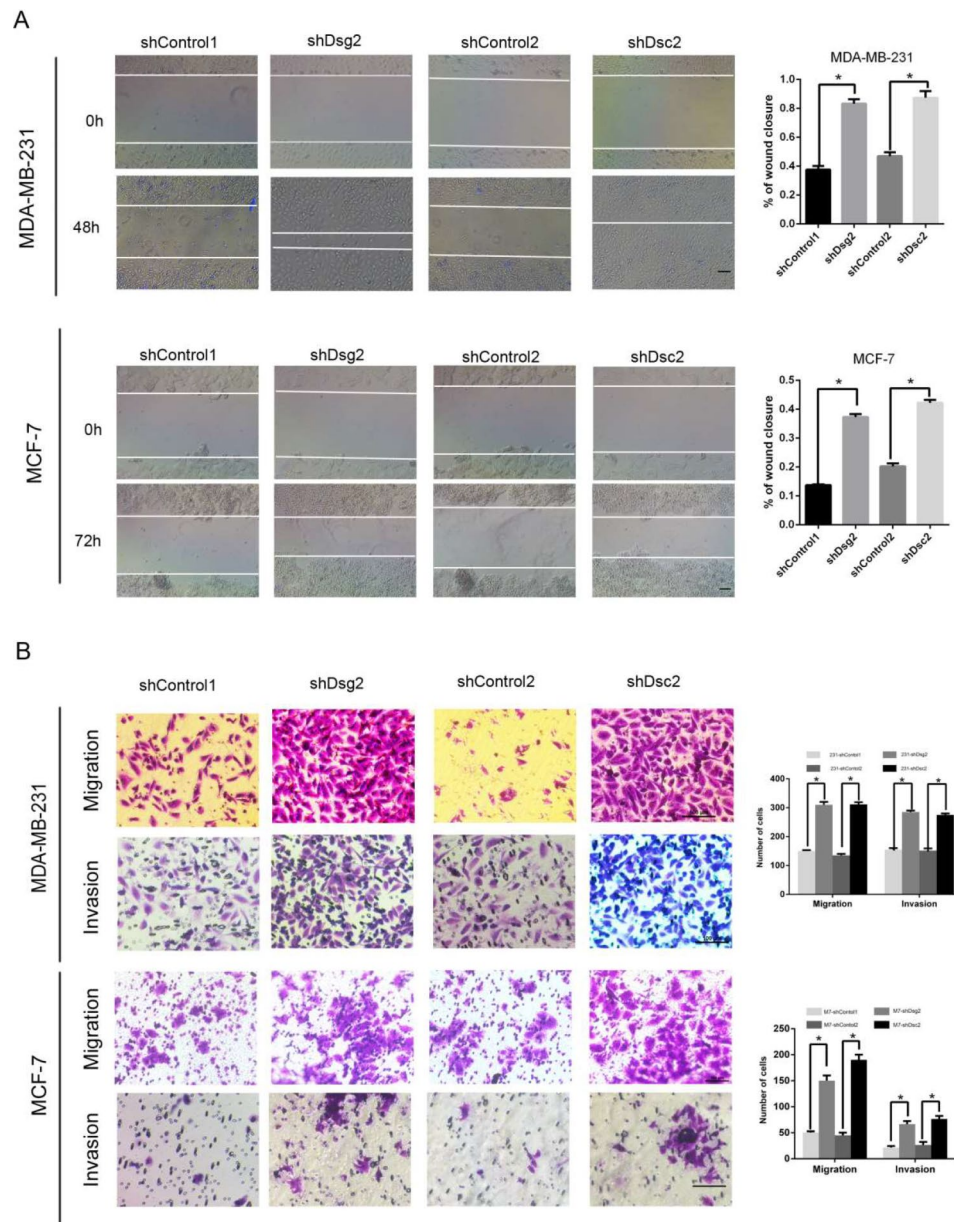 A
shControl1 shDsg2 shControl2 shDsc2
MDA-MB-231
0h
48h
MDA-MB-231
% of wound closure
1.0
0.8
0.6
0.4
0.2
0.0
shControl1 shDsg2 shControl2 shDsc2
shControl1 shDsg2 shControl2 shDsc2
MCF-7
0h
72h
MCF-7
% of wound closure
0.5
0.4
0.3
0.2
0.1
0.0
shControl1 shDsg2 shControl2 shDsc2
* *
* *
B
shControl1 shDsg2 shControl2 shDsc2
MDA-MB-231
Migration
Invasion
231-shContol1 231-shDsg2
231-shContol2 231-shDsc2
Number of cells
400
300
200
100
0
* * * *
Migration Invasion
MCF-7
Migration
Invasion
M7-shContol1 M7-shDsg2
M7-shContol2 M7-shDsc2
Number of cells
250
200
150
100
50
0
* * * *
Migration Invasion